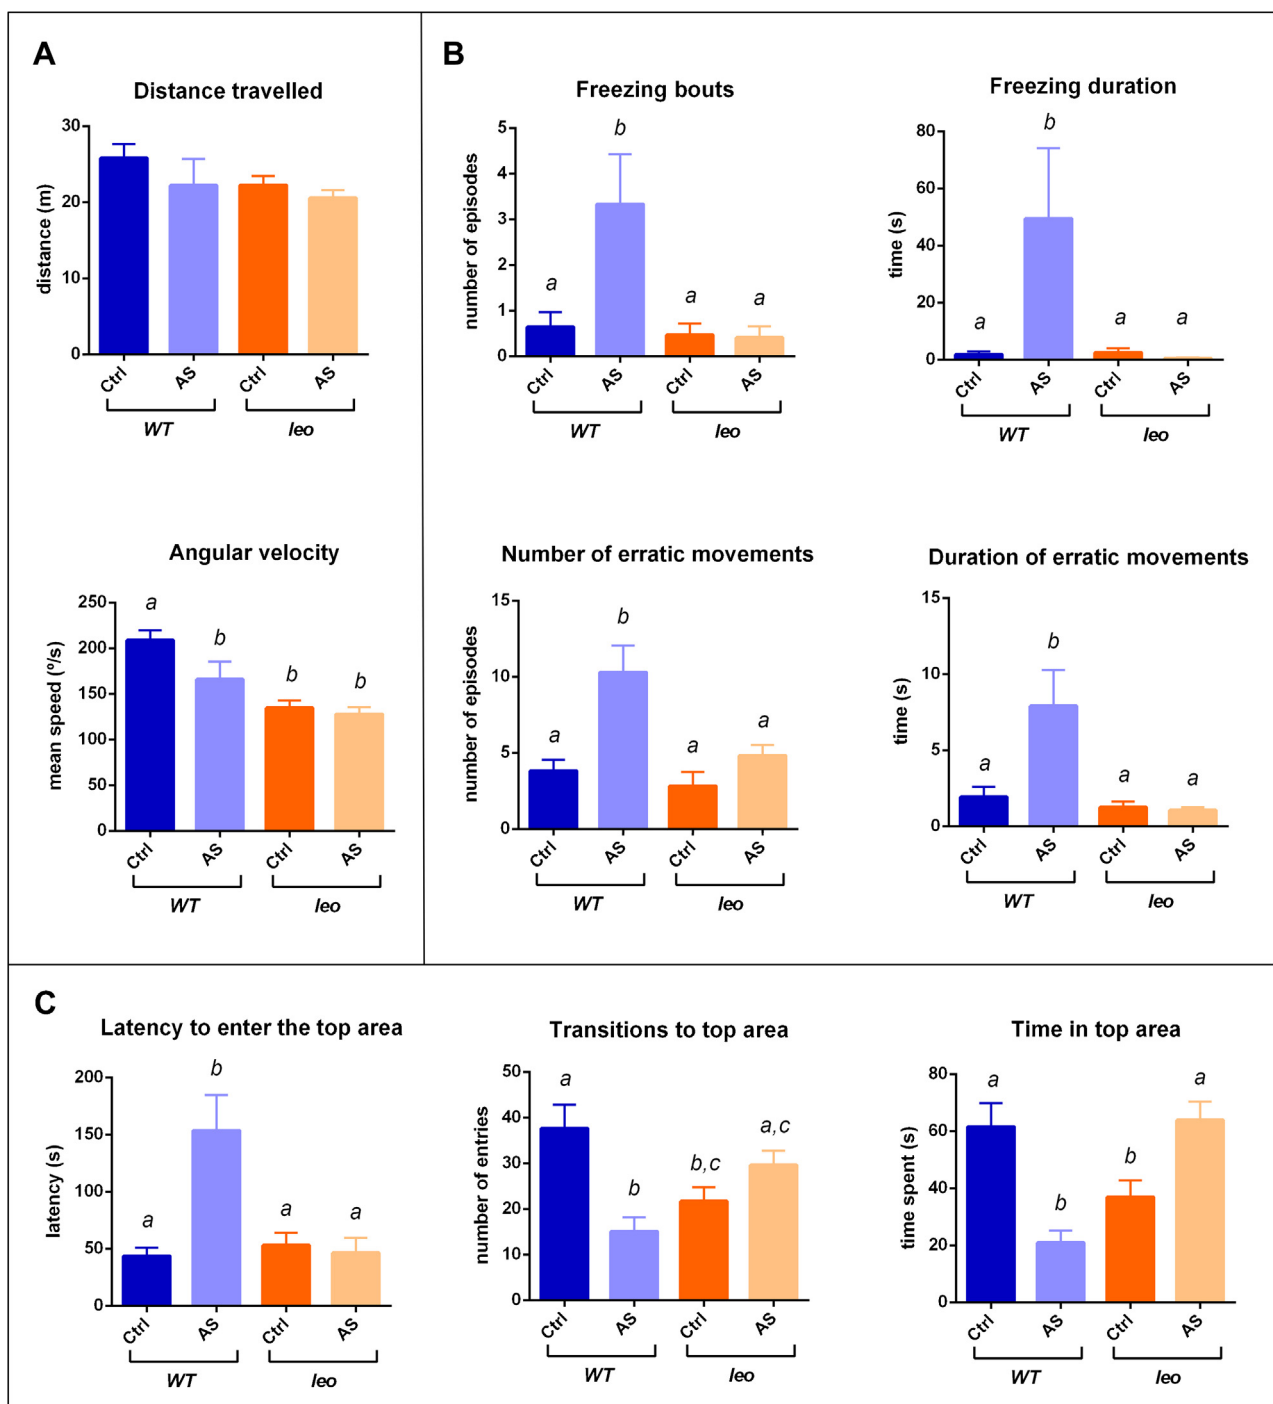 A
Distance travelled
distance (m)
30
20
10
0
Ctrl
AS
Ctrl
AS
WT
leo
Angular velocity
mean speed (º/s)
250
200
150
100
50
0
a
b
b
b
Ctrl
AS
Ctrl
AS
WT
leo
B
Freezing bouts
number of episodes
5
4
3
2
1
0
a
b
a
a
Ctrl
AS
Ctrl
AS
WT
leo
Freezing duration
time (s)
80
60
40
20
0
a
b
a
a
Ctrl
AS
Ctrl
AS
WT
leo
Number of erratic movements
number of episodes
15
10
5
0
a
b
a
a
Ctrl
AS
Ctrl
AS
WT
leo
Duration of erratic movements
time (s)
15
10
5
0
a
b
a
a
Ctrl
AS
Ctrl
AS
WT
leo
C
Latency to enter the top area
latency (s)
200
150
100
50
0
a
b
a
a
Ctrl
AS
Ctrl
AS
WT
leo
Transitions to top area
number of entries
50
40
30
20
10
0
a
b
b,c
a,c
Ctrl
AS
Ctrl
AS
WT
leo
Time in top area
time spent (s)
80
60
40
20
0
a
b
b
a
Ctrl
AS
Ctrl
AS
WT
leo